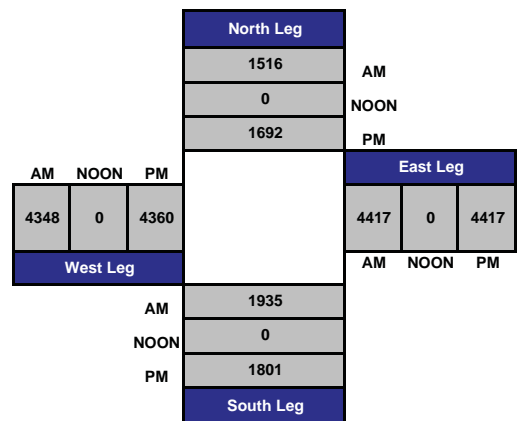 North Leg
1516 AM
0 NOON
1692 PM
AM NOON PM
East Leg
4348 0 4360
4417 0 4417
West Leg
AM NOON PM
AM 1935
NOON 0
PM 1801
South Leg